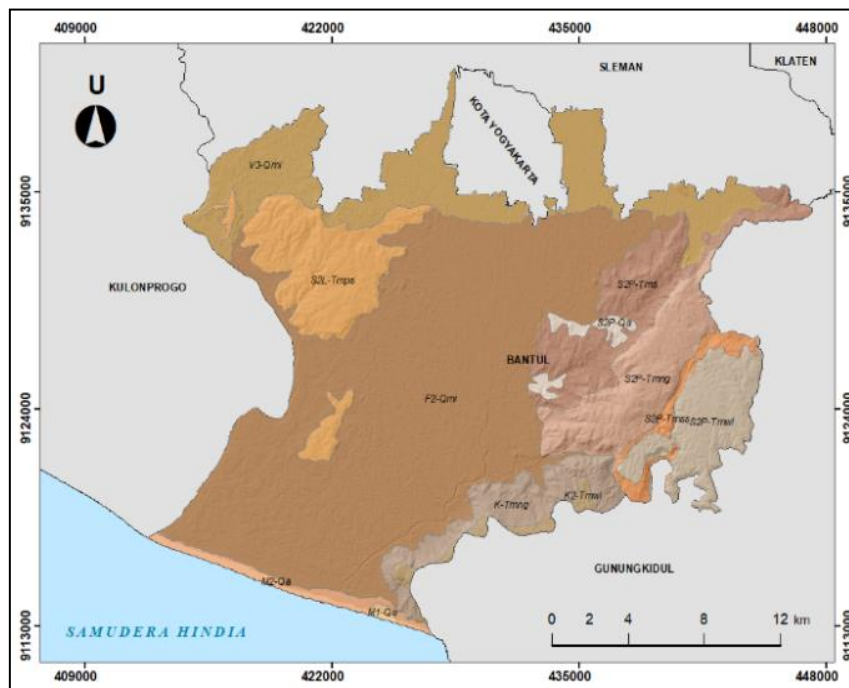 409000 422000 435000 448000
KLATEN
SLEMAN
U
KOTA YOGYAKARTA
V3-Qmi
9135000 9135000
S2L-Tmps
KULONPROGO
S2P-Tms
S2P-Qa
BANTUL
S2P-Tmng
F2-Qmi
9124000 9124000
S2P-Tmss
S2P-Tmwl
K-Tmng
K2-Tmwl
GUNUNGKIDUL
M2-Qa
M1-Qa
0 2 4 8 12 km
SAMUDERA HINDIA
9113000 9113000
409000 422000 435000 448000